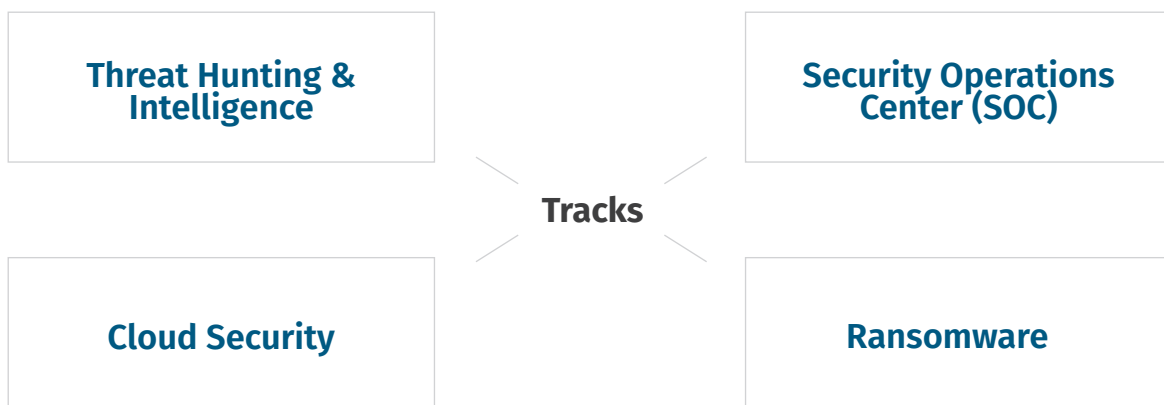 Threat Hunting &
Intelligence
Security Operations
Center (SOC)
Tracks
Cloud Security
Ransomware